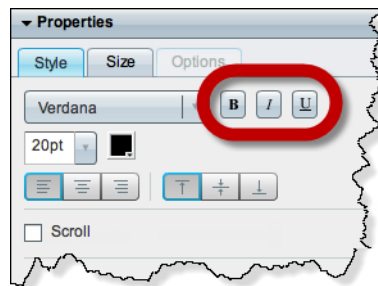 Properties
Style Size Options
Verdana B I U
20pt
Scroll